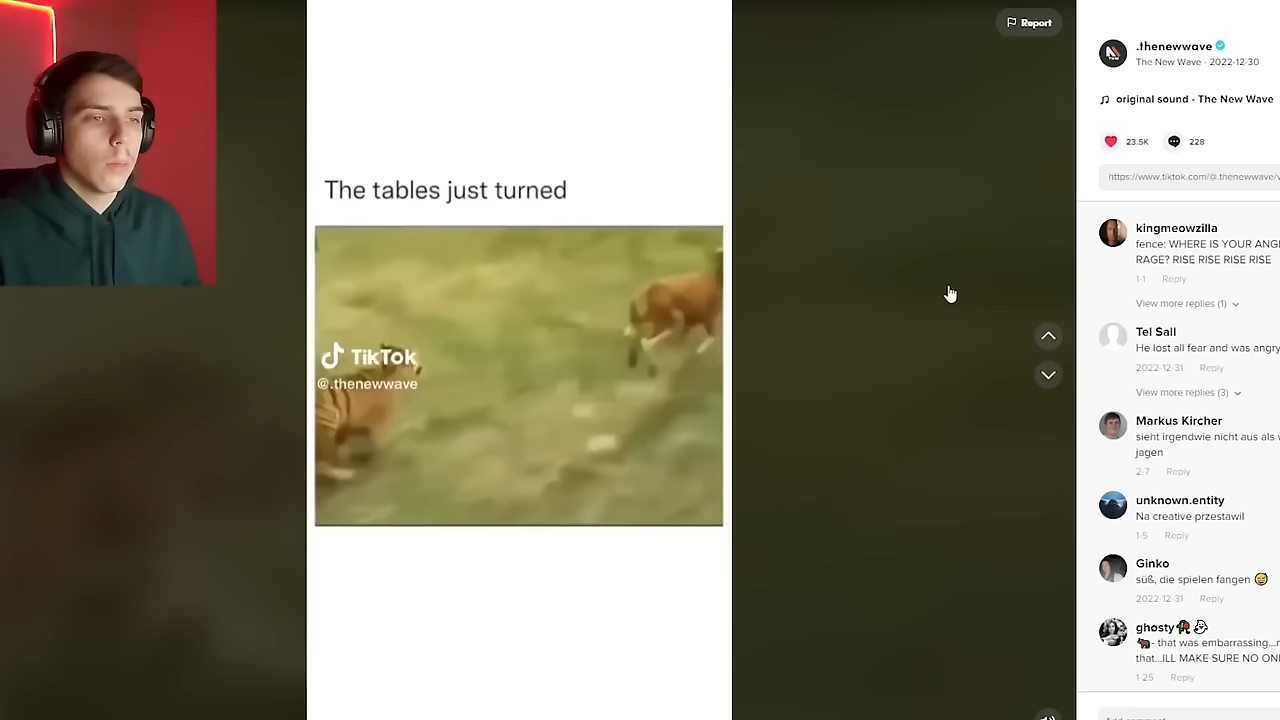 Report
The tables just turned
TikTok
@.thenewwave
.thenewwave
The New Wave · 2022-12-30
original sound - The New Wave
23.5K
228
https://www.tiktok.com/@.thenewwave/v
kingmeowzilla
fence: WHERE IS YOUR ANG
RAGE? RISE RISE RISE RISE
1-1 Reply
View more replies (1)
Tel Sall
He lost all fear and was angry
2022-12-31 Reply
View more replies (3)
Markus Kircher
sieht irgendwie nicht aus als w
jagen
2-7 Reply
unknown.entity
Na creative przestawil
1-5 Reply
Ginko
süß, die spielen fangen 😅
2022-12-31 Reply
ghøsty🥀👻
🐂- that was embarrassing...n
that...ILL MAKE SURE NO ONE
1-25 Reply